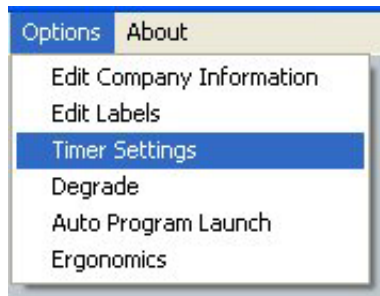 Options About
Edit Company Information
Edit Labels
Timer Settings
Degrade
Auto Program Launch
Ergonomics